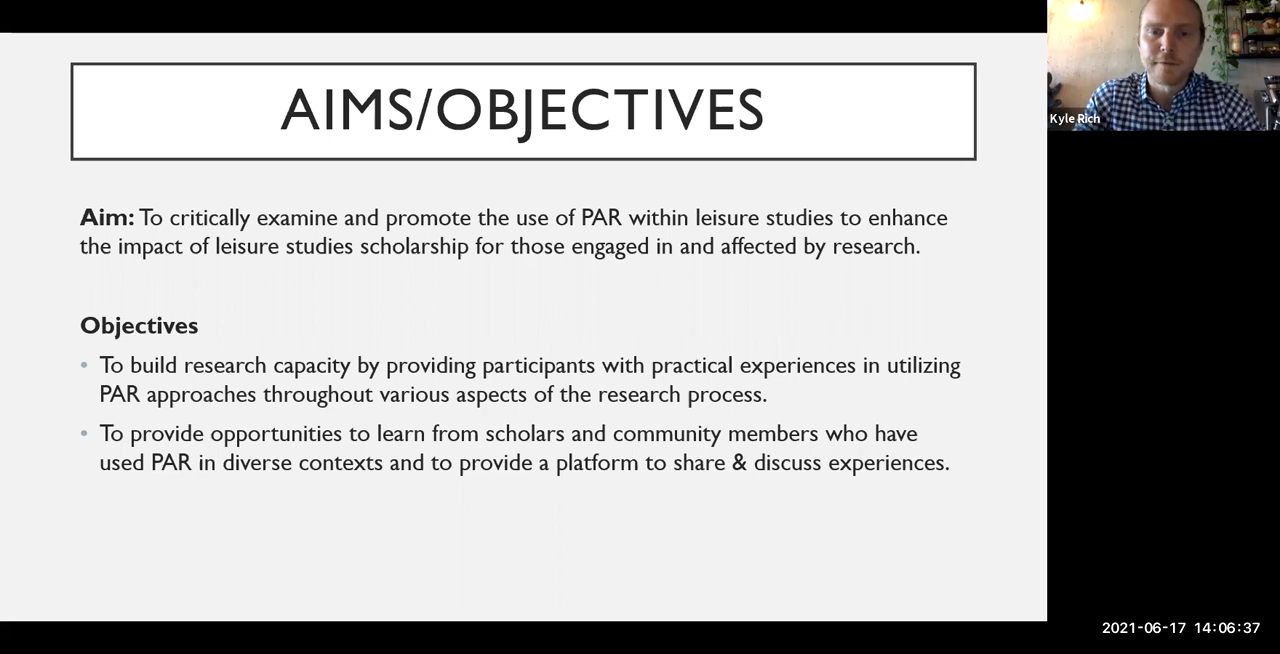 AIMS/OBJECTIVES
Aim: To critically examine and promote the use of PAR within leisure studies to enhance
the impact of leisure studies scholarship for those engaged in and affected by research.
Objectives
• To build research capacity by providing participants with practical experiences in utilizing
PAR approaches throughout various aspects of the research process.
• To provide opportunities to learn from scholars and community members who have
used PAR in diverse contexts and to provide a platform to share & discuss experiences.
Kyle Rich
2021-06-17 14:06:37